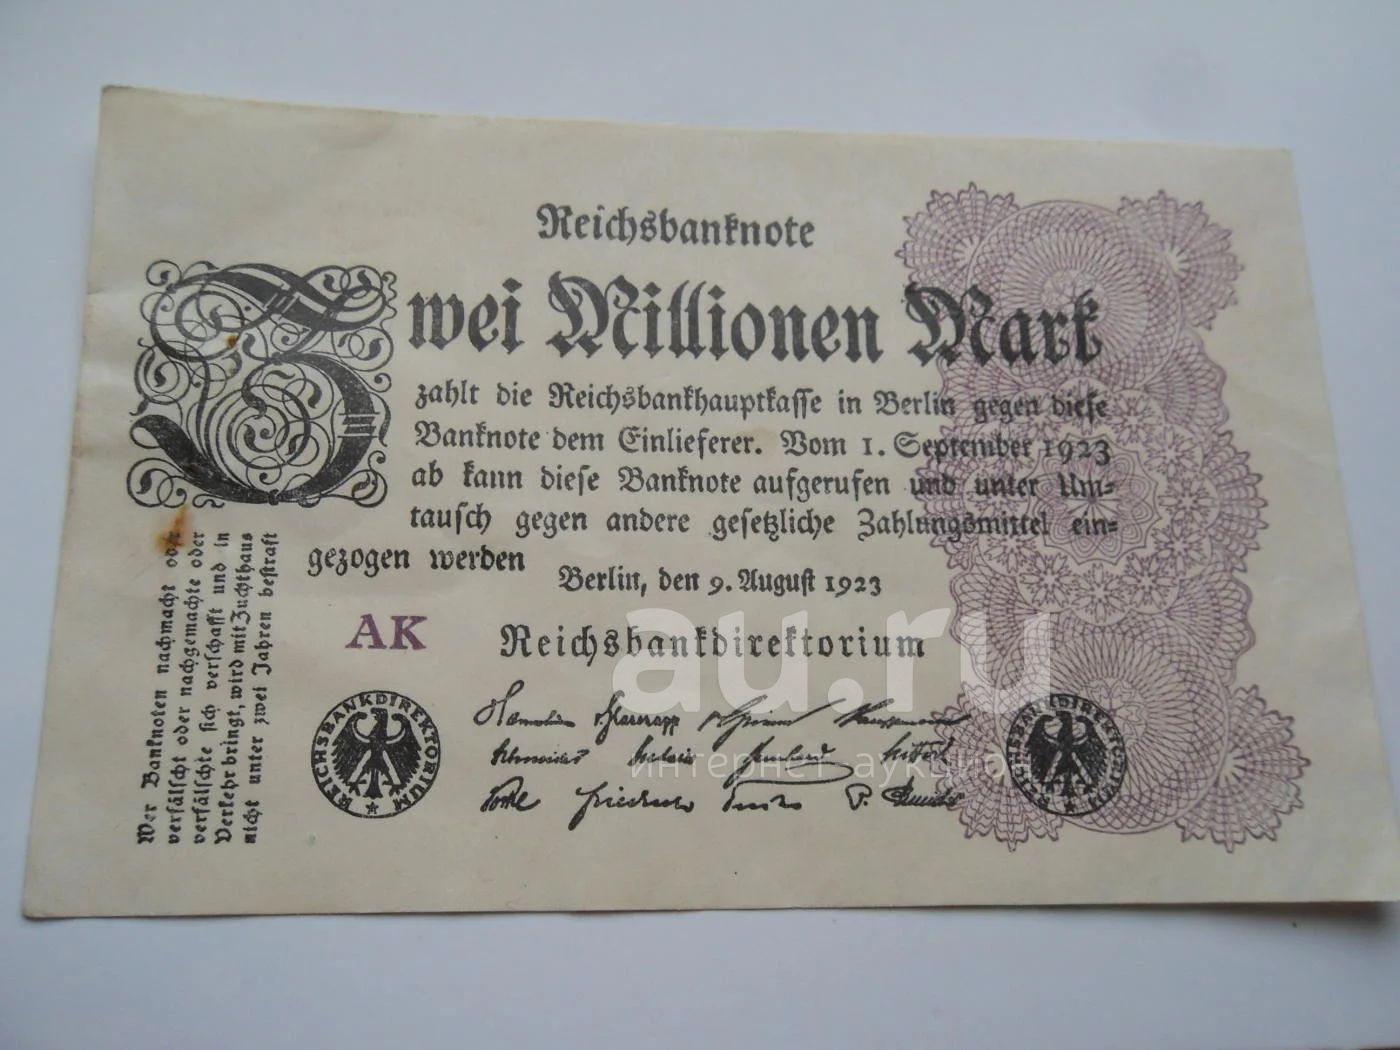 Reichsbanknote
Zwei Millionen Mark
zahlt die Reichsbankhauptkasse in Berlin gegen diese
Banknote dem Einlieferer. Vom 1. September 1923
ab kann diese Banknote aufgerufen und unter Um-
tausch gegen andere gesetzliche Zahlungsmittel ein-
gezogen werden
Berlin, den 9. August 1923
AK
Reichsbankdirektorium
REICHSBANKDIREKTORIUM
REICHSBANKDIREKTORIUM
Wer Banknoten nachmacht oder
verfälscht oder nachgemachte oder
verfälschte sich verschafft und in
Verkehr bringt, wird mit Zuchthaus
nicht unter zwei Jahren bestraft
au.ru
интернет аукцион